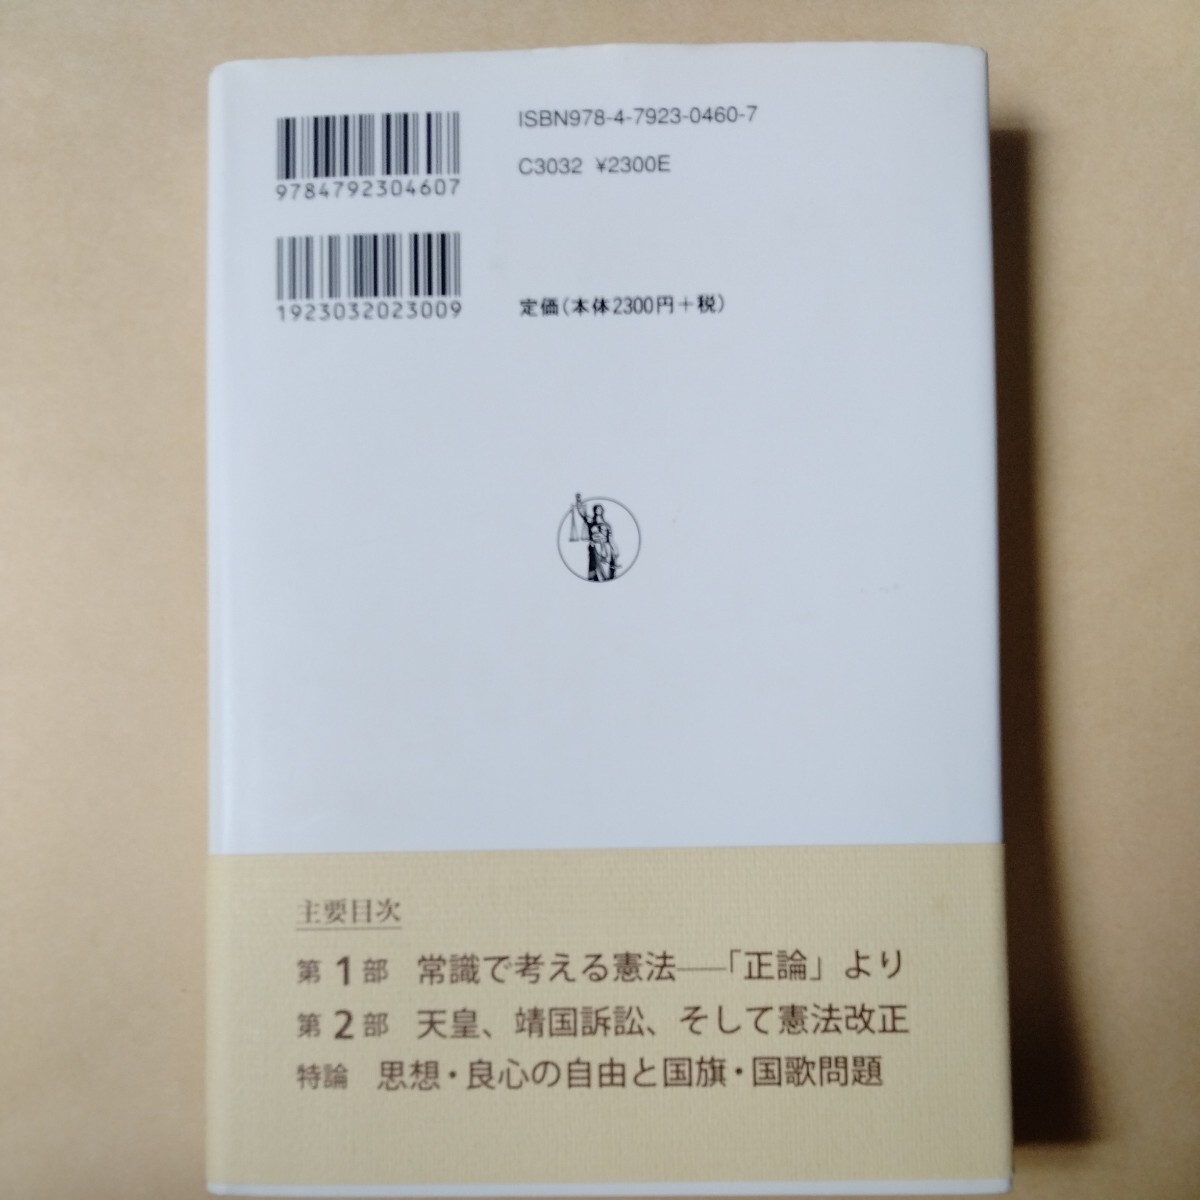 ISBN978-4-7923-0460-7
C3032 ¥2300E
9784792304607
1923032023009
定価(本体2300円+税)
主要目次
第1部 常識で考える憲法――「正論」より
第2部 天皇、靖国訴訟、そして憲法改正
特論 思想・良心の自由と国旗・国歌問題